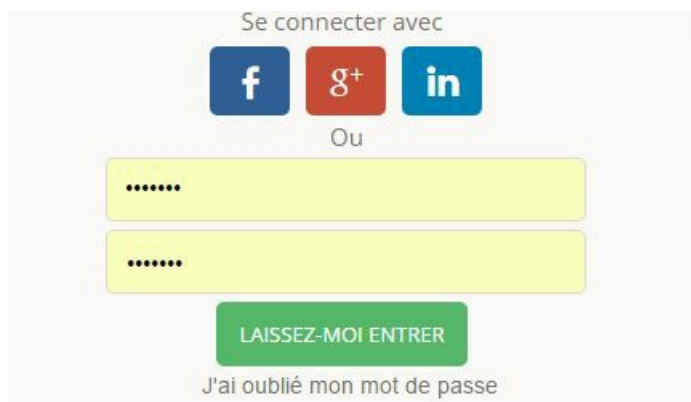 Se connecter avec
f g+ in
Ou
•••••••
•••••••
LAISSEZ-MOI ENTRER
J'ai oublié mon mot de passe